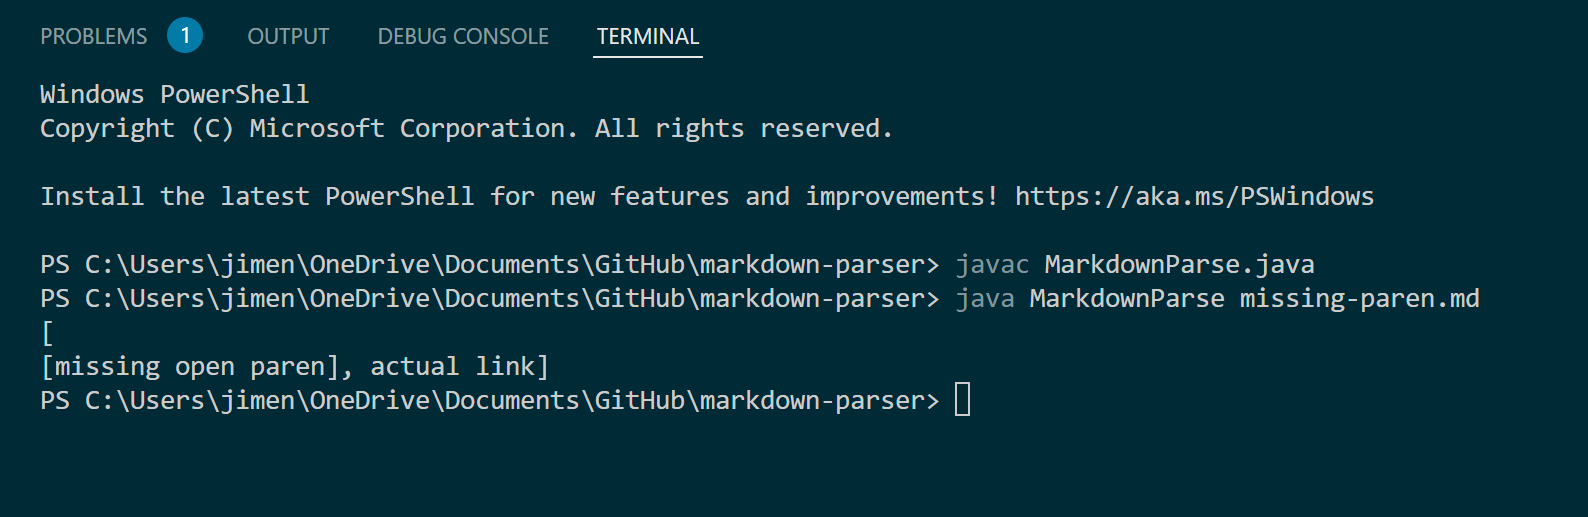 PROBLEMS 1 OUTPUT DEBUG CONSOLE TERMINAL
Windows PowerShell
Copyright (C) Microsoft Corporation. All rights reserved.
Install the latest PowerShell for new features and improvements! https://aka.ms/PSWindows
PS C:\Users\jimen\OneDrive\Documents\GitHub\markdown-parser> javac MarkdownParse.java
PS C:\Users\jimen\OneDrive\Documents\GitHub\markdown-parser> java MarkdownParse missing-paren.md
[
[missing open paren], actual link]
PS C:\Users\jimen\OneDrive\Documents\GitHub\markdown-parser>